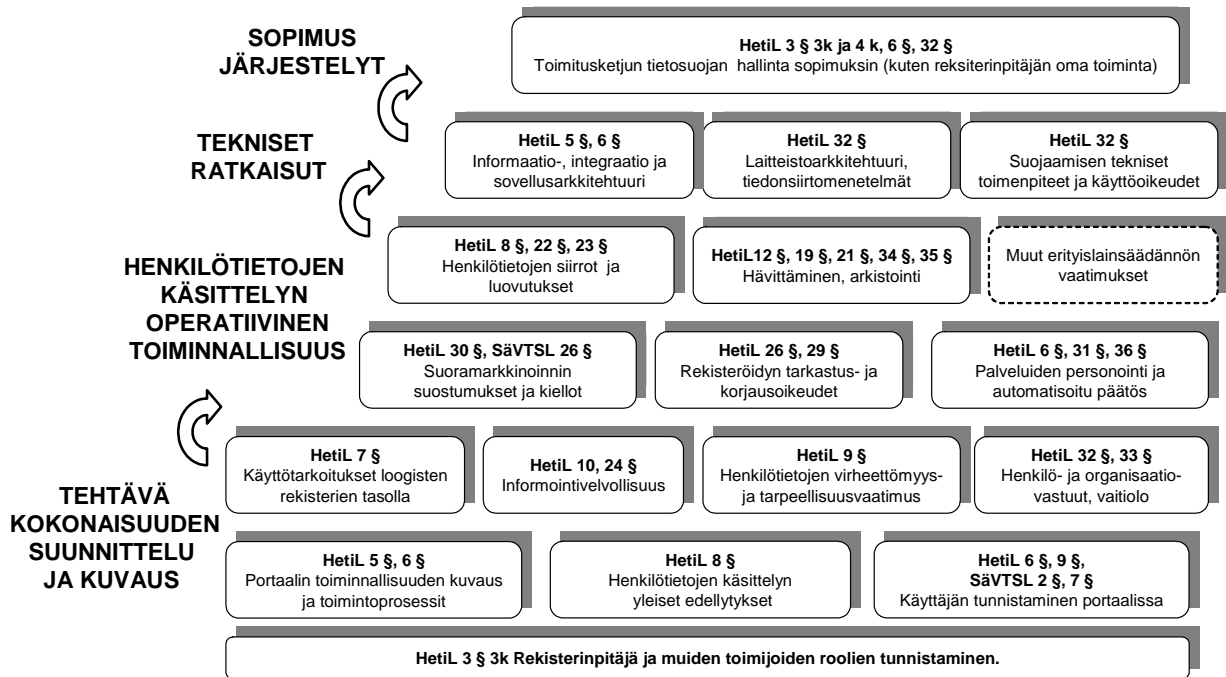 SOPIMUS
JÄRJESTELYT
HetiL 3 § 3k ja 4 k, 6 §, 32 §
Toimitusketjun tietosuojan hallinta sopimuksin (kuten reksiterinpitäjän oma toiminta)
TEKNISET
RATKAISUT
HetiL 5 §, 6 §
Informaatio-, integraatio ja
sovellusarkkitehtuuri
HetiL 32 §
Laitteistoarkkitehtuuri,
tiedonsiirtomenetelmät
HetiL 32 §
Suojaamisen tekniset
toimenpiteet ja käyttöoikeudet
HENKILÖTIETOJEN
KÄSITTELYN
OPERATIIVINEN
TOIMINNALLISUUS
HetiL 8 §, 22 §, 23 §
Henkilötietojen siirrot ja
luovutukset
HetiL12 §, 19 §, 21 §, 34 §, 35 §
Hävittäminen, arkistointi
Muut erityislainsäädännön
vaatimukset
HetiL 30 §, SäVTSL 26 §
Suoramarkkinoinnin
suostumukset ja kiellot
HetiL 26 §, 29 §
Rekisteröidyn tarkastus- ja
korjausoikeudet
HetiL 6 §, 31 §, 36 §
Palveluiden personointi ja
automatisoitu päätös
TEHTÄVÄ
KOKONAISUUDEN
SUUNNITTELU
JA KUVAUS
HetiL 7 §
Käyttötarkoitukset loogisten
rekisterien tasolla
HetiL 10, 24 §
Informointivelvollisuus
HetiL 9 §
Henkilötietojen virheettömyys-
ja tarpeellisuusvaatimus
HetiL 32 §, 33 §
Henkilö- ja organisaatio-
vastuut, vaitiolo
HetiL 5 §, 6 §
Portaalin toiminnallisuuden kuvaus
ja toimintoprosessit
HetiL 8 §
Henkilötietojen käsittelyn
yleiset edellytykset
HetiL 6 §, 9 §,
SäVTSL 2 §, 7 §
Käyttäjän tunnistaminen portaalissa
HetiL 3 § 3k Rekisterinpitäjä ja muiden toimijoiden roolien tunnistaminen.